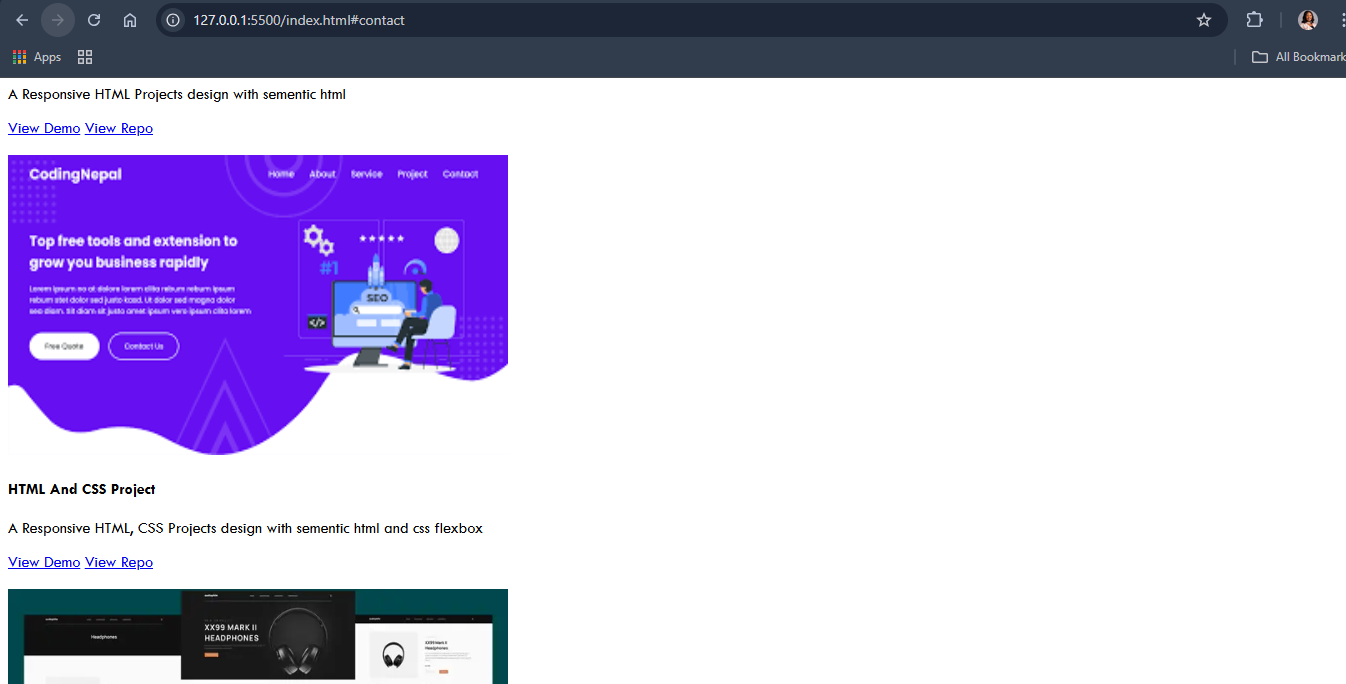 127.0.0.1:5500/index.html#contact
Apps
All Bookmark
A Responsive HTML Projects design with sementic html
View Demo View Repo
CodingNepal
Home About Service Project Contact
Top free tools and extension to
grow you business rapidly
Lorem ipsum no at dolore lorem clita rebum rebum ipsum
rebum stet dolor sed justo kasd. Ut dolor sed magna dolor
sea diam. Sit diam sit justo amet ipsum vero ipsum clita lorem
Free Quote Contact Us
#1
SEO
</>
HTML And CSS Project
A Responsive HTML, CSS Projects design with sementic html and css flexbox
View Demo View Repo
Headphones
XX99 MARK II
HEADPHONES
XX99 Mark II
Headphones